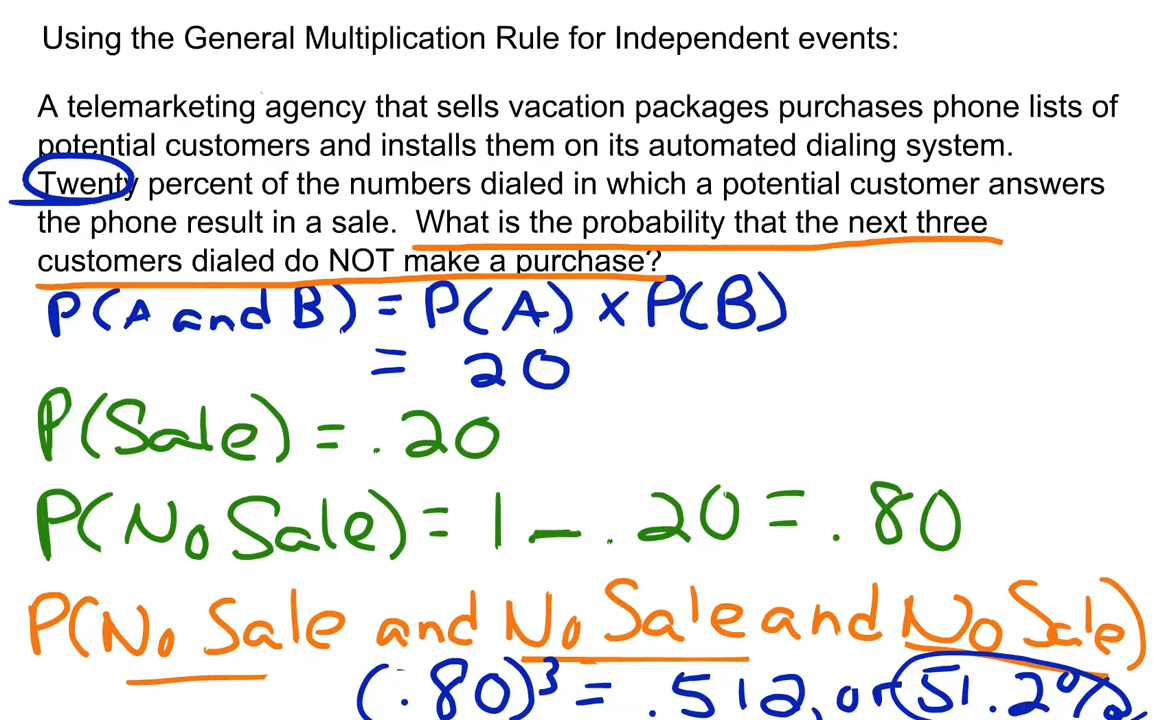 Using the General Multiplication Rule for Independent events:
A telemarketing agency that sells vacation packages purchases phone lists of
potential customers and installs them on its automated dialing system.
Twenty percent of the numbers dialed in which a potential customer answers
the phone result in a sale. What is the probability that the next three
customers dialed do NOT make a purchase?
P(A and B) = P(A) x P(B)
= 20
P(Sale) = .20
P(No Sale) = 1 - .20 = .80
P(No Sale and No Sale and No Sale)
(.80)³ = .512, or 51.2%